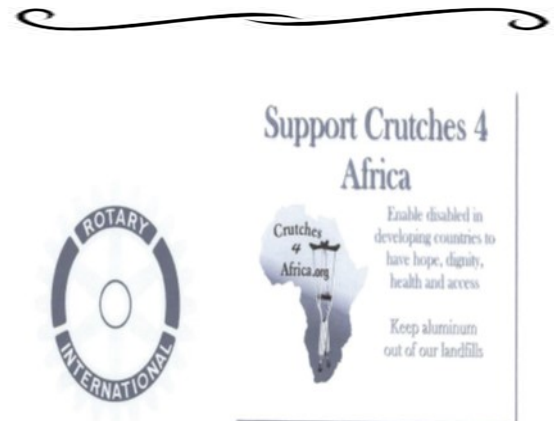 Support Crutches 4
Africa
Crutches
4
Africa.org
Enable disabled in
developing countries to
have hope, dignity,
health and access
Keep aluminum
out of our landfills
ROTARY
INTERNATIONAL